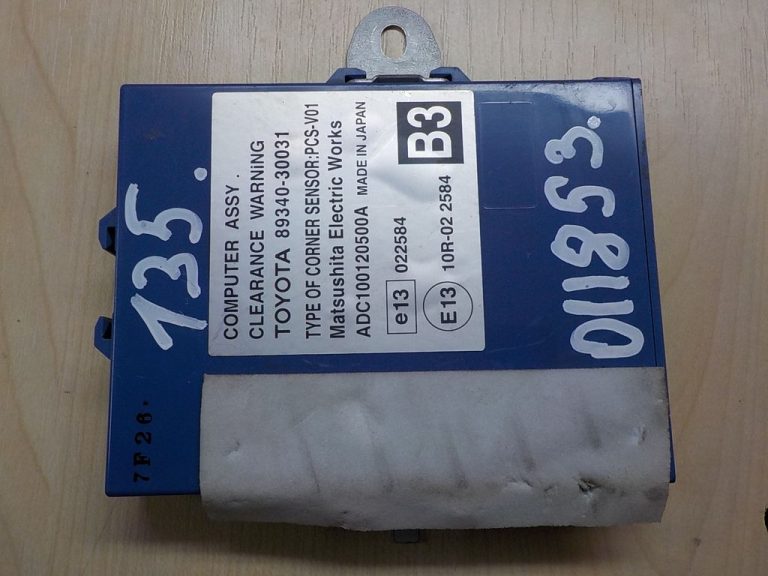 135.
COMPUTER ASSY.
CLEARANCE WARNiNG
TOYOTA 89340-30031
TYPE OF CORNER SENSOR:PCS-V01
Matsushita Electric Works
ADC100120500A MADE IN JAPAN
e13 022584
E13 10R-02 2584
B3
011853.
7F26.